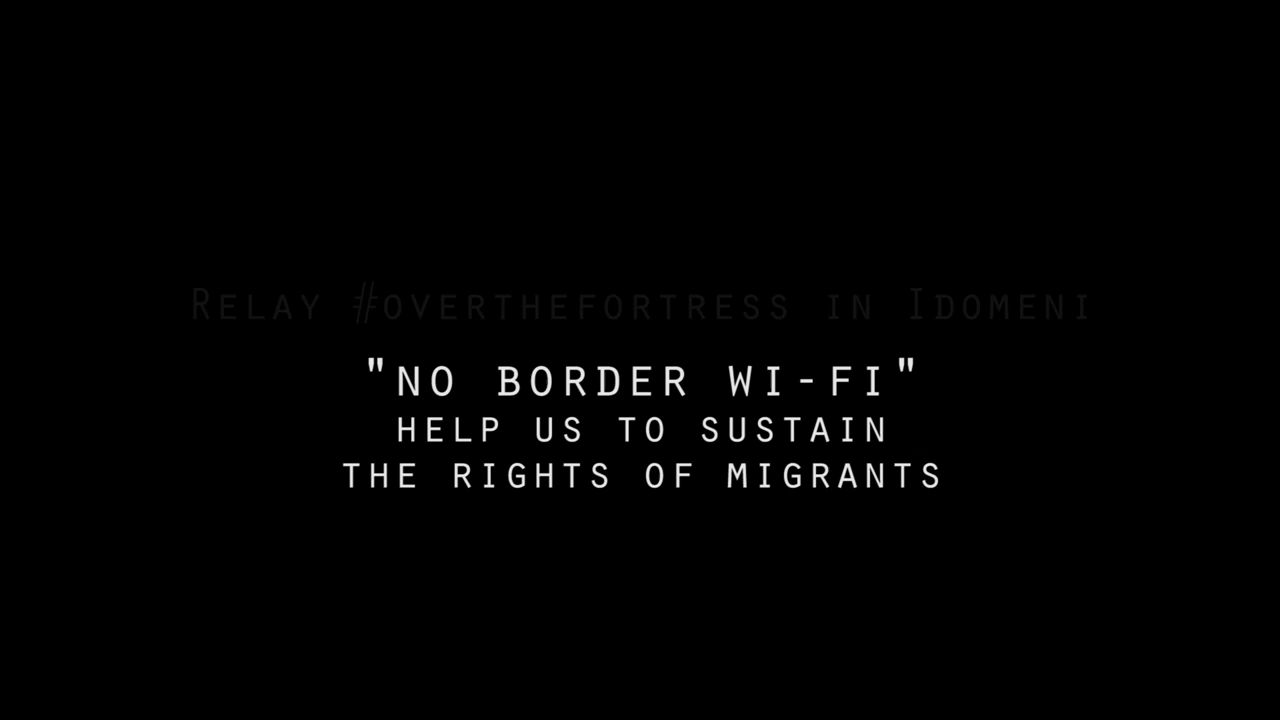 Relay #overthefortress in Idomeni
"NO BORDER WI-FI"
HELP US TO SUSTAIN
THE RIGHTS OF MIGRANTS